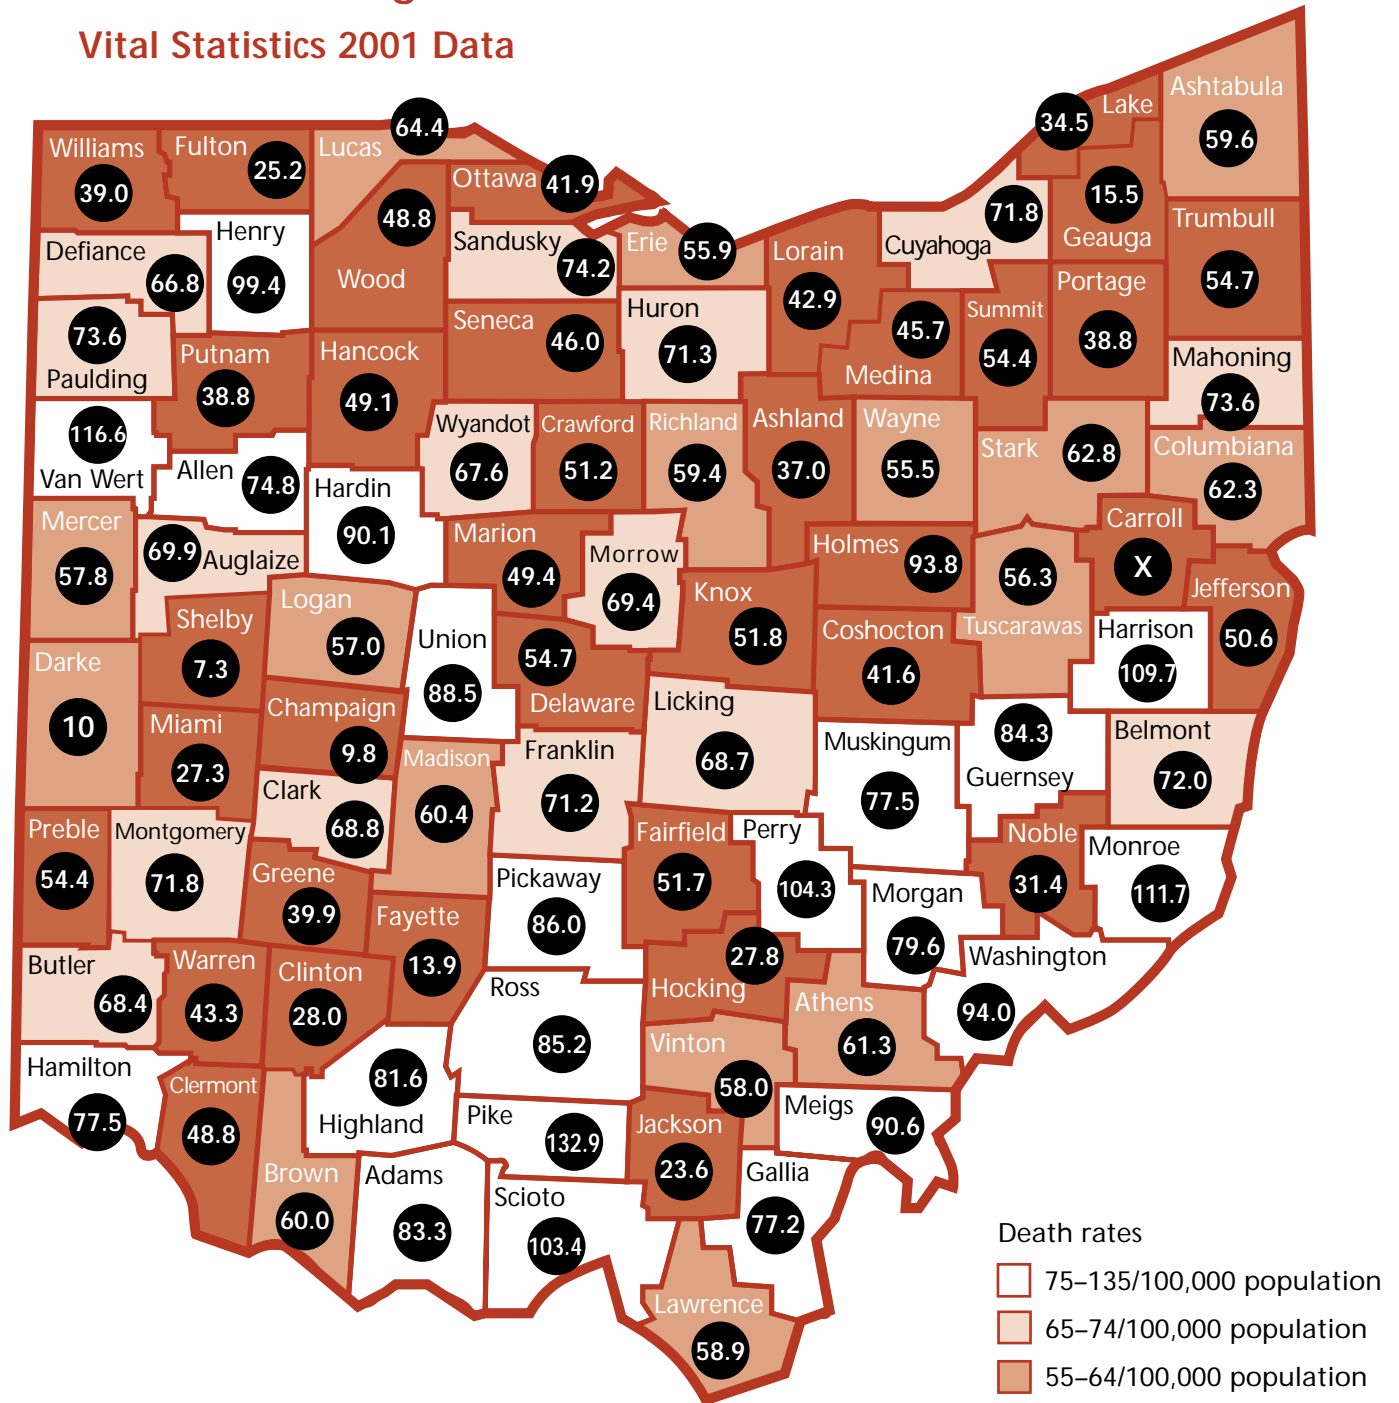 Vital Statistics 2001 Data
Williams
39.0
Fulton
25.2
Lucas
64.4
Ottawa
41.9
48.8
Wood
Henry
99.4
Defiance
66.8
Sandusky
74.2
Erie
55.9
Lorain
42.9
Cuyahoga
71.8
34.5
Lake
Ashtabula
59.6
15.5
Geauga
Trumbull
54.7
73.6
Paulding
Putnam
38.8
Hancock
49.1
Seneca
46.0
Huron
71.3
45.7
Medina
Summit
54.4
Portage
38.8
Mahoning
73.6
116.6
Van Wert
Allen
74.8
Hardin
90.1
Wyandot
67.6
Crawford
51.2
Richland
59.4
Ashland
37.0
Wayne
55.5
Stark
62.8
Columbiana
62.3
Mercer
57.8
69.9
Auglaize
Marion
49.4
Morrow
69.4
Knox
51.8
Holmes
93.8
56.3
Tuscarawas
Carroll
X
Jefferson
50.6
Shelby
7.3
Logan
57.0
Union
88.5
54.7
Delaware
Coshocton
41.6
Harrison
109.7
Darke
10
Miami
27.3
Champaign
9.8
Madison
60.4
Franklin
71.2
Licking
68.7
Muskingum
77.5
84.3
Guernsey
Belmont
72.0
Clark
68.8
Preble
54.4
Montgomery
71.8
Greene
39.9
Fayette
13.9
Pickaway
86.0
Fairfield
51.7
Perry
104.3
Morgan
79.6
Noble
31.4
Monroe
111.7
Butler
68.4
Warren
43.3
Clinton
28.0
Ross
85.2
27.8
Hocking
Athens
61.3
Washington
94.0
Hamilton
77.5
Clermont
48.8
81.6
Highland
Pike
132.9
Vinton
58.0
Jackson
23.6
Meigs
90.6
Brown
60.0
Adams
83.3
Scioto
103.4
Gallia
77.2
Lawrence
58.9
Death rates
75–135/100,000 population
65–74/100,000 population
55–64/100,000 population